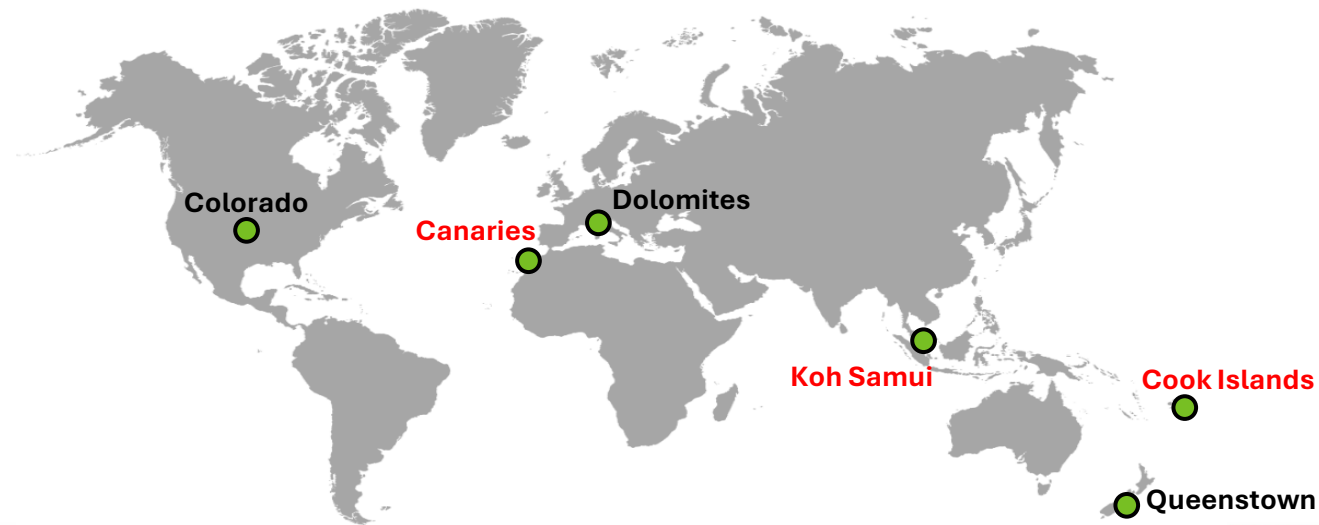 Colorado
Dolomites
Canaries
Koh Samui
Cook Islands
Queenstown